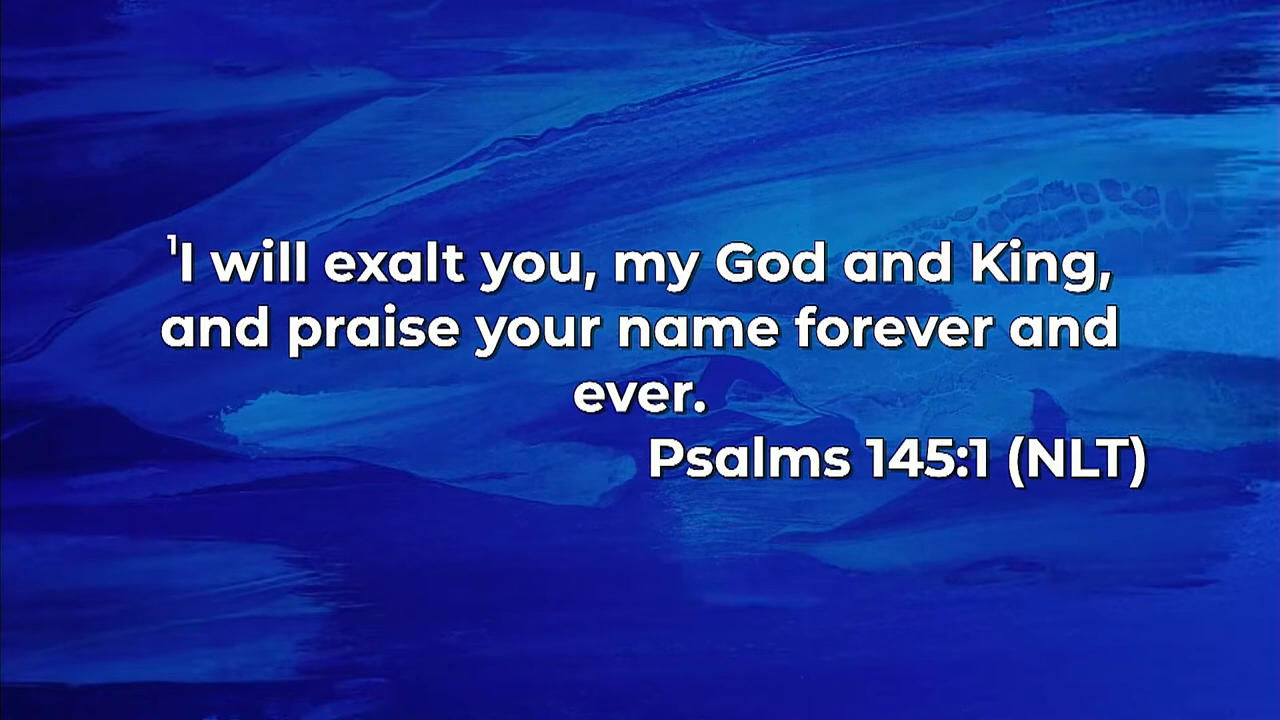 ¹I will exalt you, my God and King,
and praise your name forever and
ever.
Psalms 145:1 (NLT)